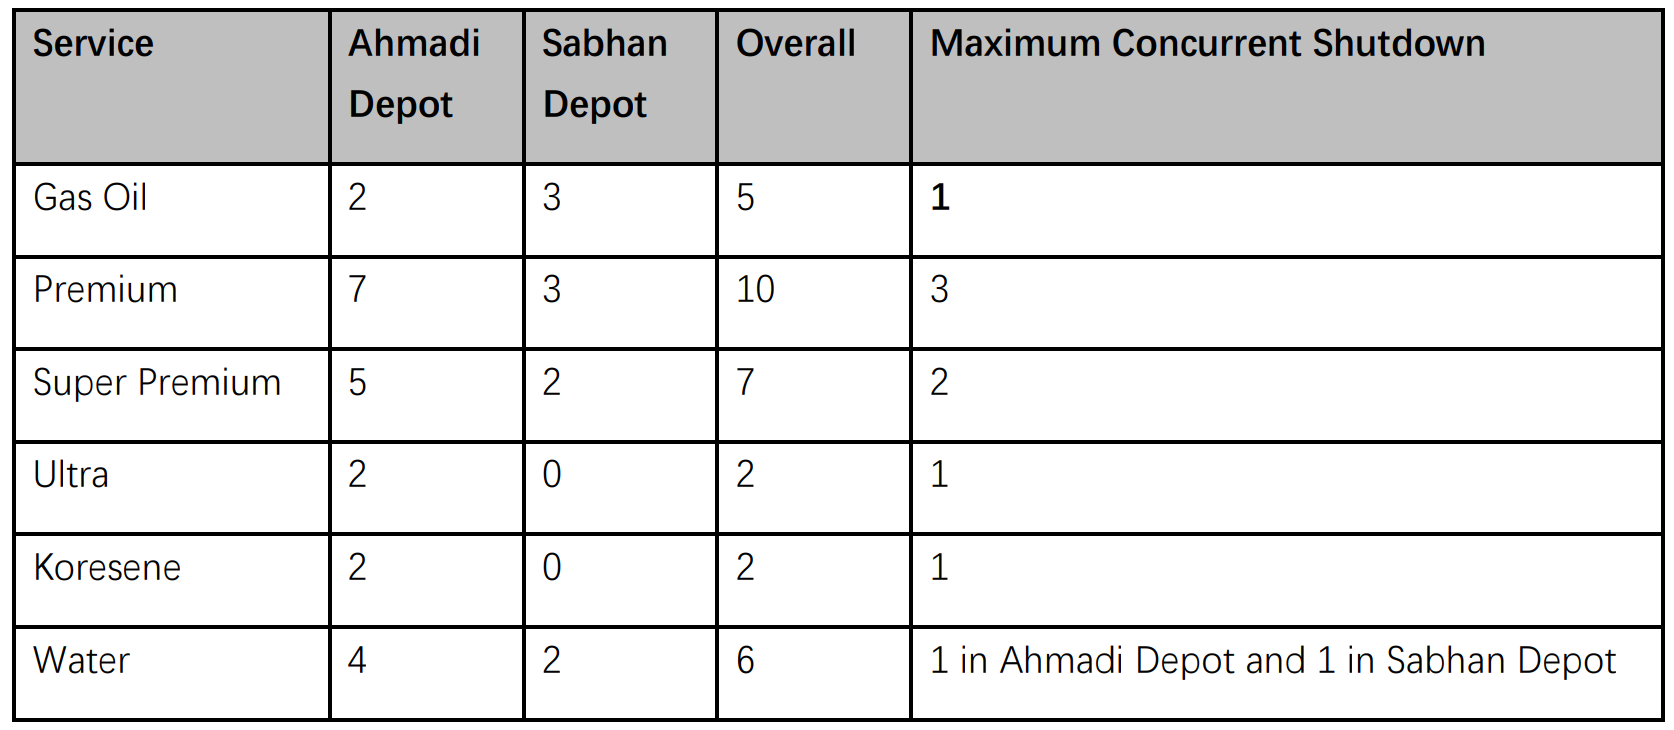 Service Ahmadi Depot Sabhan Depot Overall Maximum Concurrent Shutdown
Gas Oil 2 3 5 1
Premium 7 3 10 3
Super Premium 5 2 7 2
Ultra 2 0 2 1
Koresene 2 0 2 1
Water 4 2 6 1 in Ahmadi Depot and 1 in Sabhan Depot